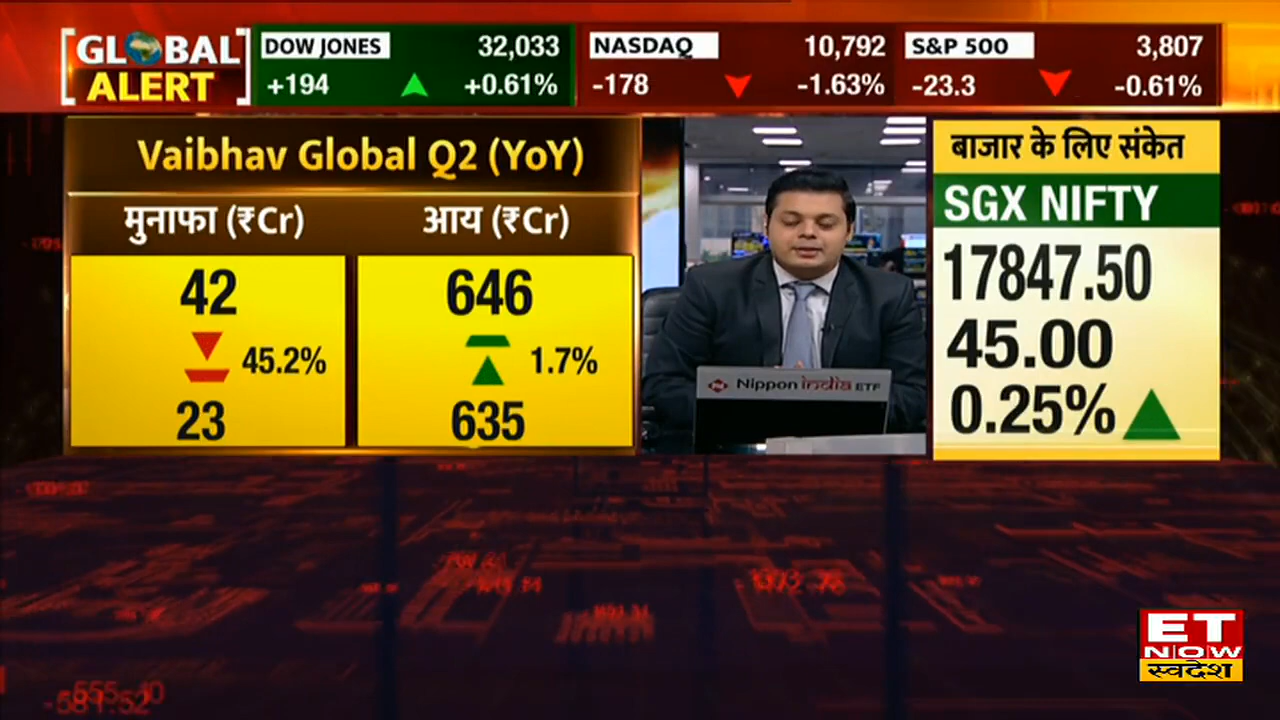 GLOBAL
ALERT
DOW JONES 32,033
+194 +0.61%
NASDAQ 10,792
-178 -1.63%
S&P 500 3,807
-23.3 -0.61%
Vaibhav Global Q2 (YoY)
मुनाफा (₹Cr) आय (₹Cr)
42 646
45.2% 1.7%
23 635
Nippon india ETF
बाजार के लिए संकेत
SGX NIFTY
17847.50
45.00
0.25%
ET
NOW
स्वदेश